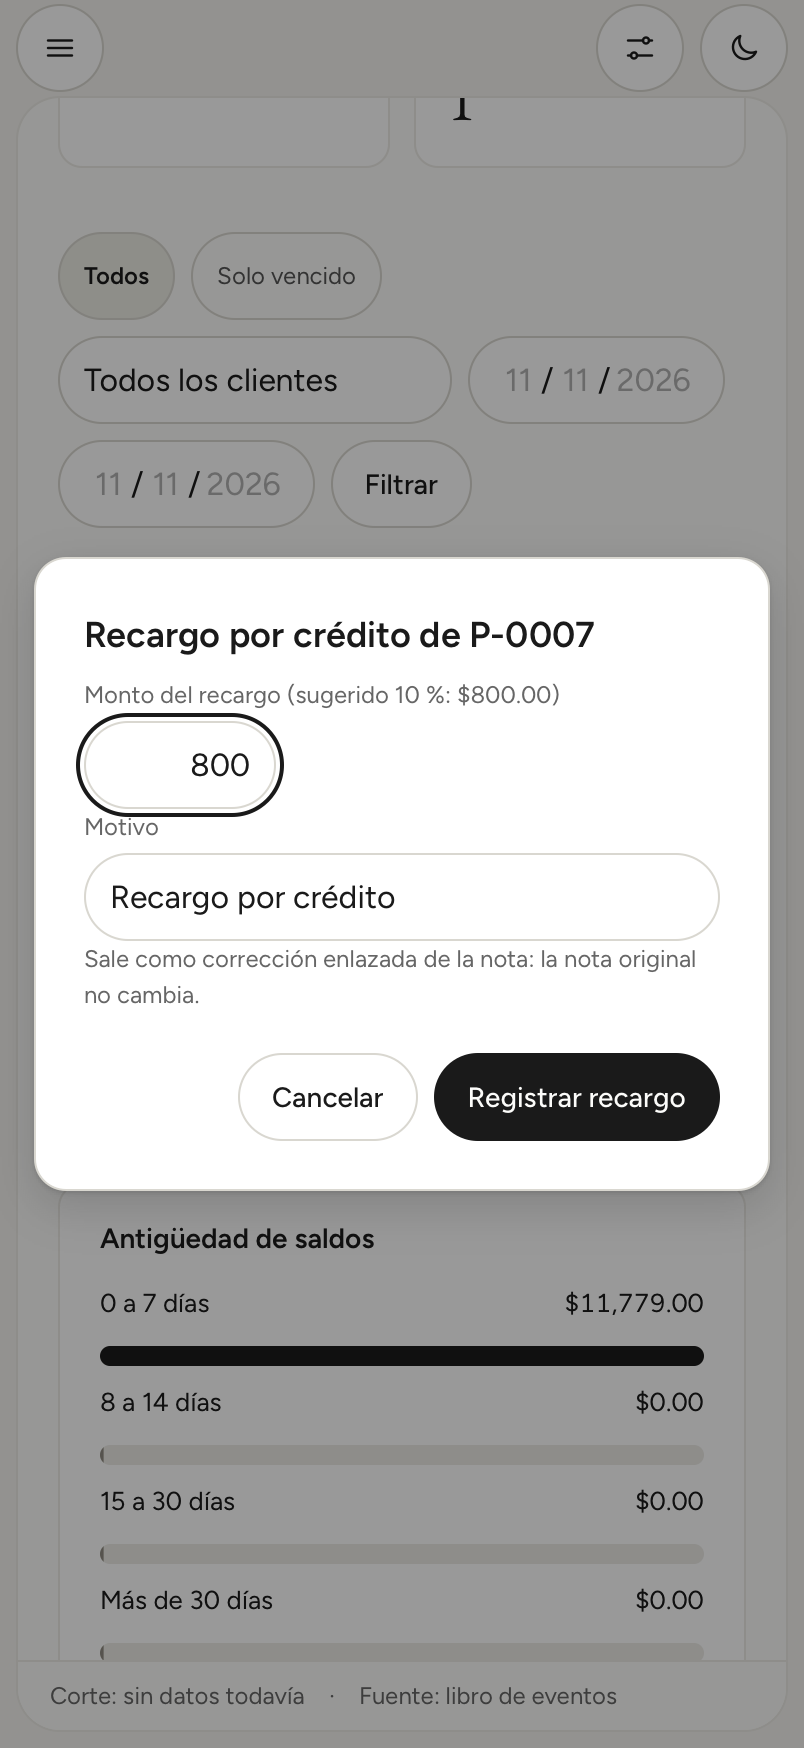 Todos
Solo vencido
Todos los clientes
11 / 11 / 2026
11 / 11 / 2026
Filtrar
Recargo por crédito de P-0007
Monto del recargo (sugerido 10 %: $800.00)
800
Motivo
Recargo por crédito
Sale como corrección enlazada de la nota: la nota original
no cambia.
Cancelar
Registrar recargo
Antigüedad de saldos
0 a 7 días
$11,779.00
8 a 14 días
$0.00
15 a 30 días
$0.00
Más de 30 días
$0.00
Corte: sin datos todavía · Fuente: libro de eventos